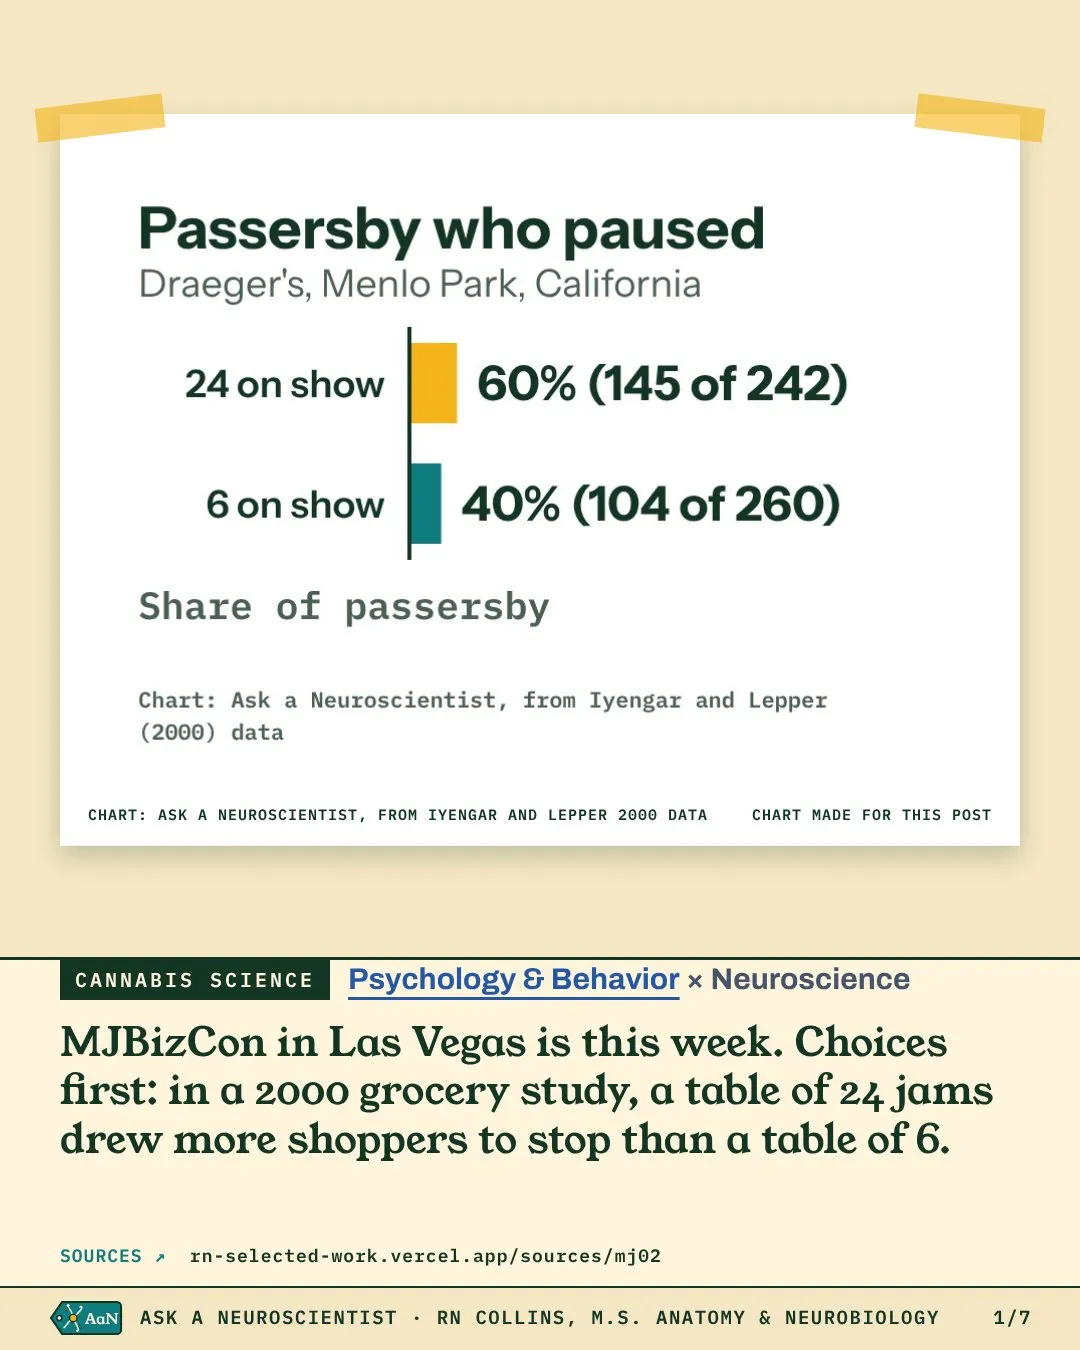 Passersby who paused
Draeger's, Menlo Park, California
24 on show
60% (145 of 242)
6 on show
40% (104 of 260)
Share of passersby
Chart: Ask a Neuroscientist, from Iyengar and Lepper
(2000) data
CHART: ASK A NEUROSCIENTIST, FROM IYENGAR AND LEPPER 2000 DATA
CHART MADE FOR THIS POST
CANNABIS SCIENCE
Psychology & Behavior × Neuroscience
MJBizCon in Las Vegas is this week. Choices
first: in a 2000 grocery study, a table of 24 jams
drew more shoppers to stop than a table of 6.
SOURCES ↗ rn-selected-work.vercel.app/sources/mj02
AaN
ASK A NEUROSCIENTIST · RN COLLINS, M.S. ANATOMY & NEUROBIOLOGY
1/7